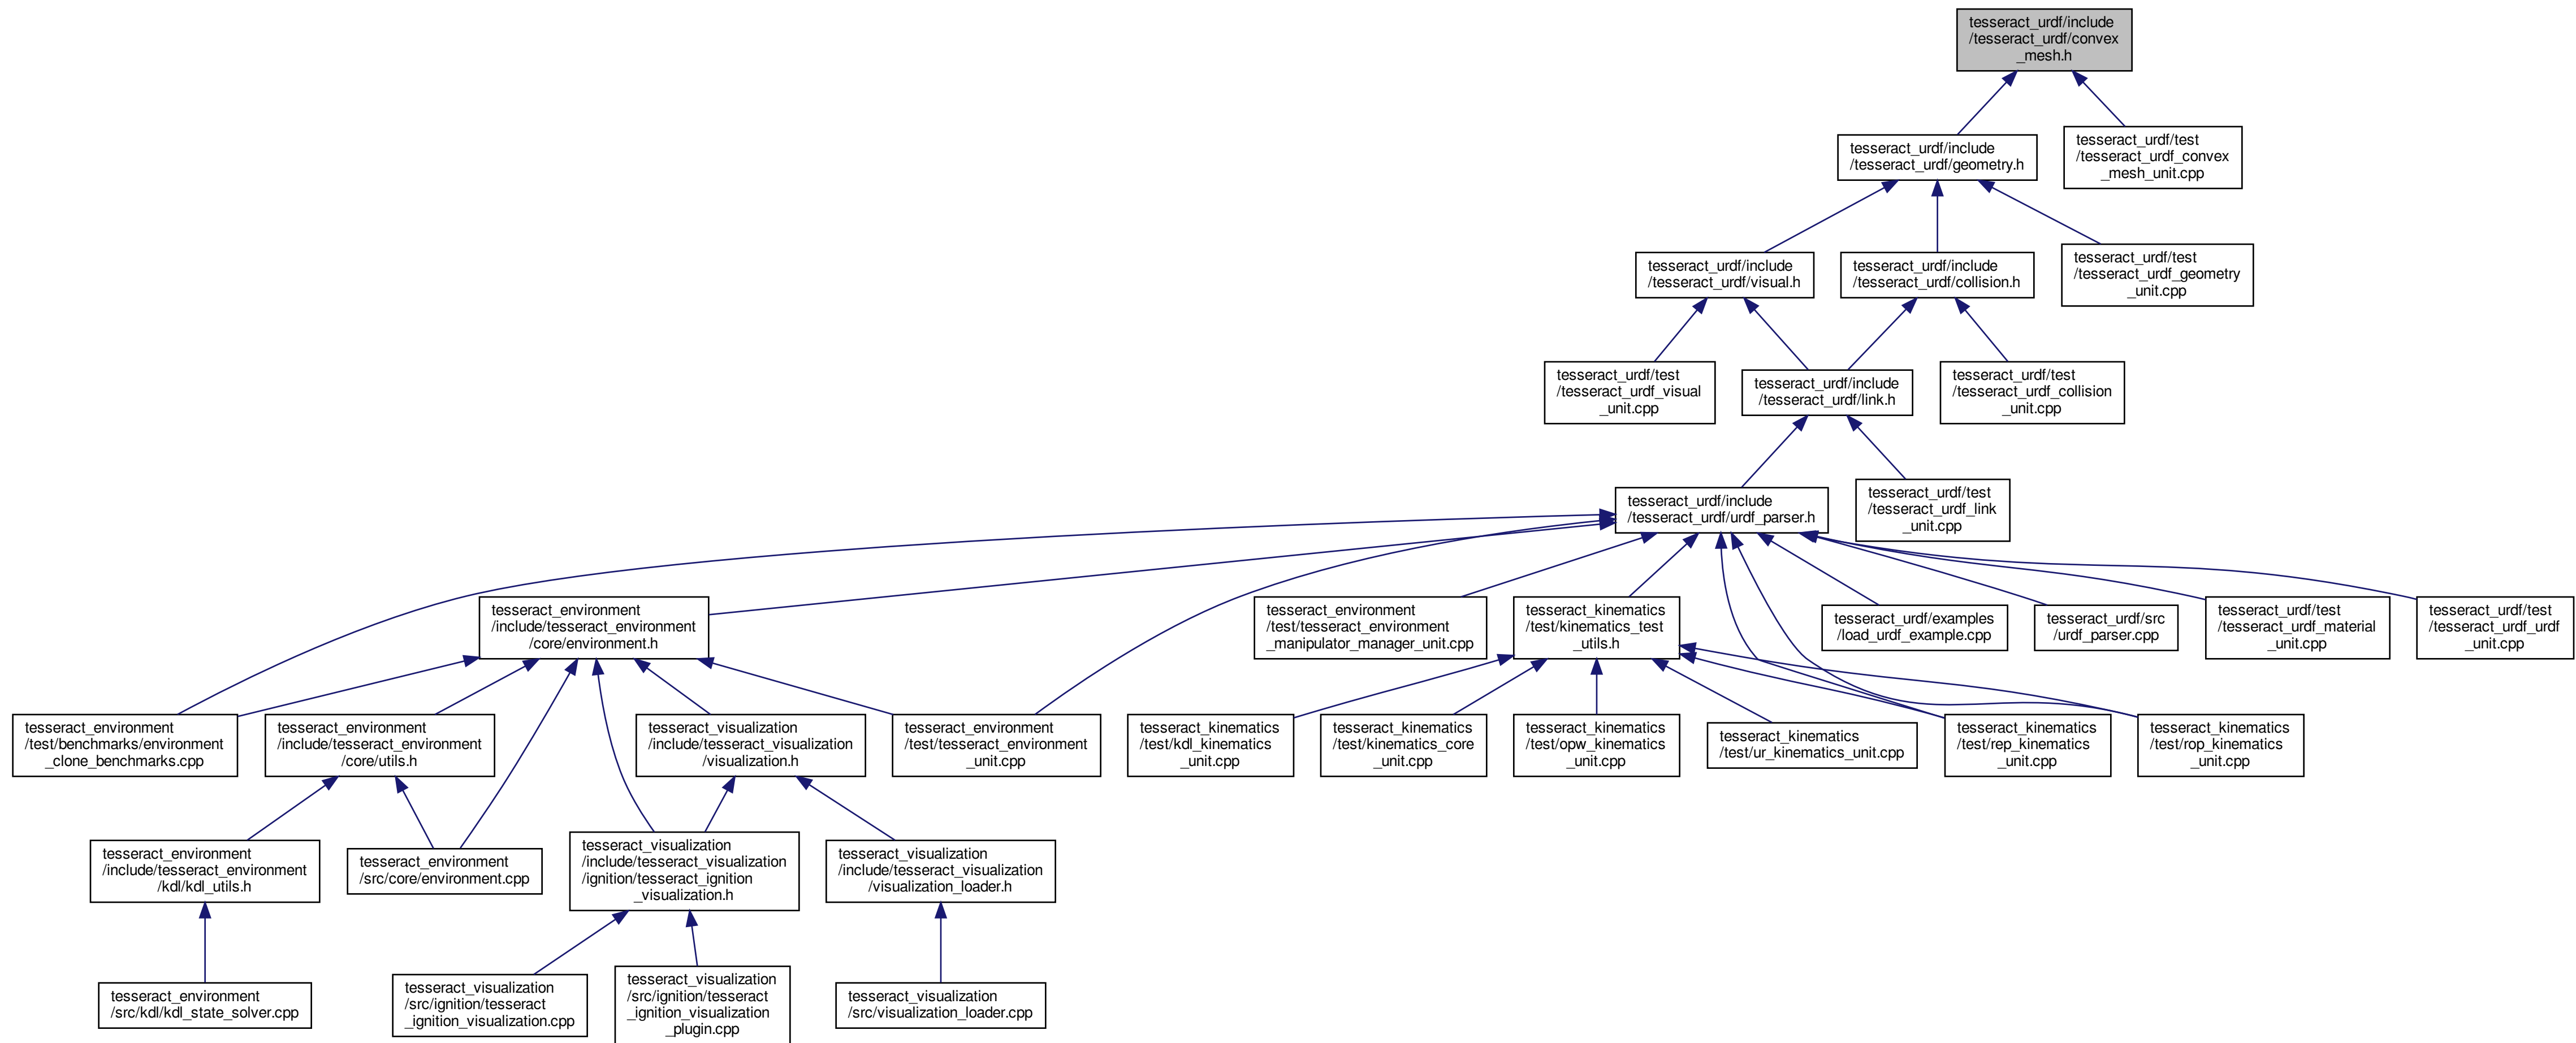 tesseract_urdf/include
/tesseract_urdf/convex
_mesh.h
tesseract_urdf/include
/tesseract_urdf/geometry.h
tesseract_urdf/test
/tesseract_urdf_convex
_mesh_unit.cpp
tesseract_urdf/include
/tesseract_urdf/visual.h
tesseract_urdf/include
/tesseract_urdf/collision.h
tesseract_urdf/test
/tesseract_urdf_geometry
_unit.cpp
tesseract_urdf/test
/tesseract_urdf_visual
_unit.cpp
tesseract_urdf/include
/tesseract_urdf/link.h
tesseract_urdf/test
/tesseract_urdf_collision
_unit.cpp
tesseract_urdf/include
/tesseract_urdf/urdf_parser.h
tesseract_urdf/test
/tesseract_urdf_link
_unit.cpp
tesseract_environment
/include/tesseract_environment
/core/environment.h
tesseract_environment
/test/tesseract_environment
_manipulator_manager_unit.cpp
tesseract_kinematics
/test/kinematics_test
_utils.h
tesseract_urdf/examples
/load_urdf_example.cpp
tesseract_urdf/src
/urdf_parser.cpp
tesseract_urdf/test
/tesseract_urdf_material
_unit.cpp
tesseract_urdf/test
/tesseract_urdf_urdf
_unit.cpp
tesseract_environment
/test/benchmarks/environment
_clone_benchmarks.cpp
tesseract_environment
/include/tesseract_environment
/core/utils.h
tesseract_visualization
/include/tesseract_visualization
/visualization.h
tesseract_environment
/test/tesseract_environment
_unit.cpp
tesseract_kinematics
/test/kdl_kinematics
_unit.cpp
tesseract_kinematics
/test/kinematics_core
_unit.cpp
tesseract_kinematics
/test/opw_kinematics
_unit.cpp
tesseract_kinematics
/test/ur_kinematics_unit.cpp
tesseract_kinematics
/test/rep_kinematics
_unit.cpp
tesseract_kinematics
/test/rop_kinematics
_unit.cpp
tesseract_environment
/include/tesseract_environment
/kdl/kdl_utils.h
tesseract_environment
/src/core/environment.cpp
tesseract_visualization
/include/tesseract_visualization
/ignition/tesseract_ignition
_visualization.h
tesseract_visualization
/include/tesseract_visualization
/visualization_loader.h
tesseract_environment
/src/kdl/kdl_state_solver.cpp
tesseract_visualization
/src/ignition/tesseract
_ignition_visualization.cpp
tesseract_visualization
/src/ignition/tesseract
_ignition_visualization
_plugin.cpp
tesseract_visualization
/src/visualization_loader.cpp